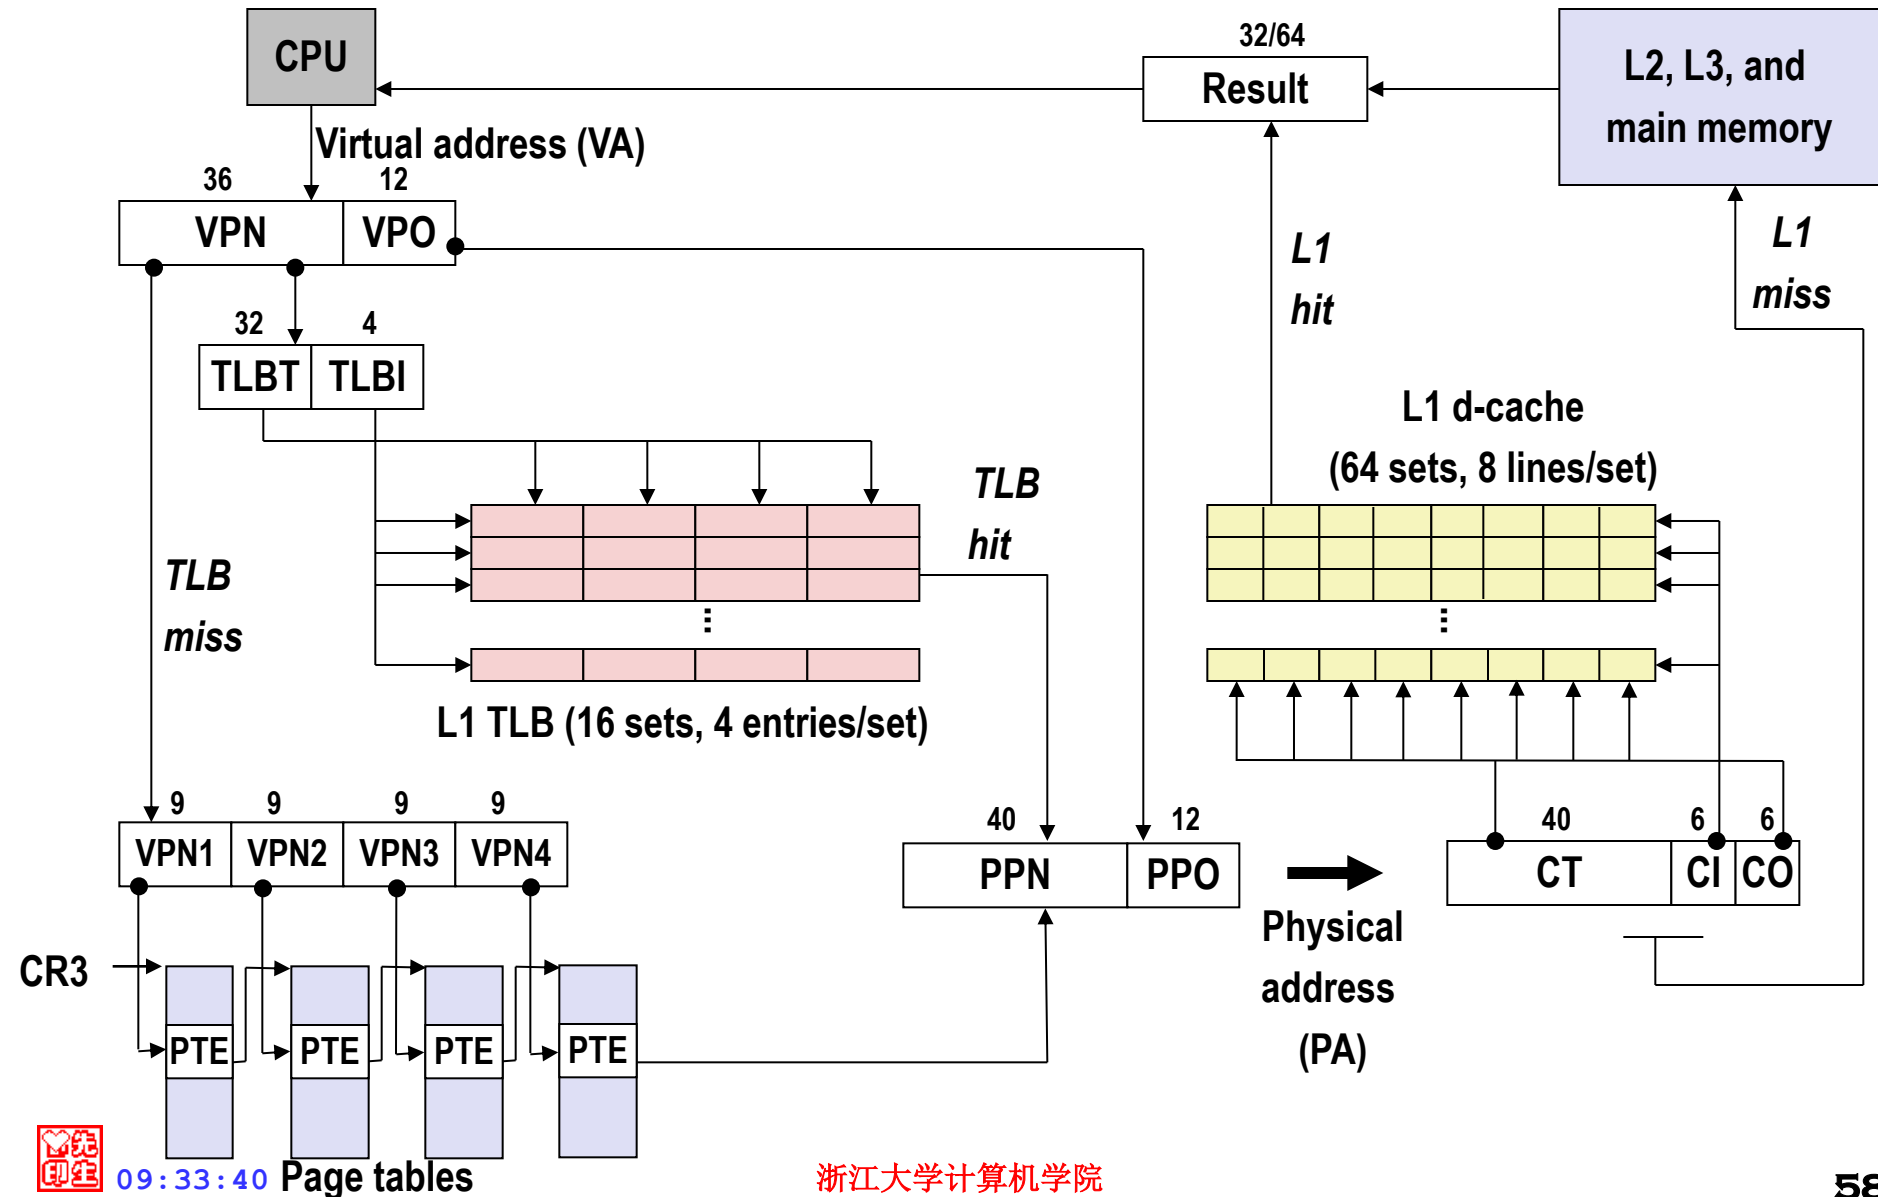 CPU
32/64
Result
L2, L3, and
main memory
Virtual address (VA)
36
12
VPN
VPO
L1
hit
L1
miss
32
4
TLBT
TLBI
L1 d-cache
(64 sets, 8 lines/set)
TLB
hit
TLB
miss
...
...
L1 TLB (16 sets, 4 entries/set)
9
9
9
9
VPN1
VPN2
VPN3
VPN4
40
12
PPN
PPO
40
6
6
CT
CI
CO
Physical
address
(PA)
CR3
PTE
PTE
PTE
PTE
先生印
09:33:40
Page tables
浙江大学计算机学院
58